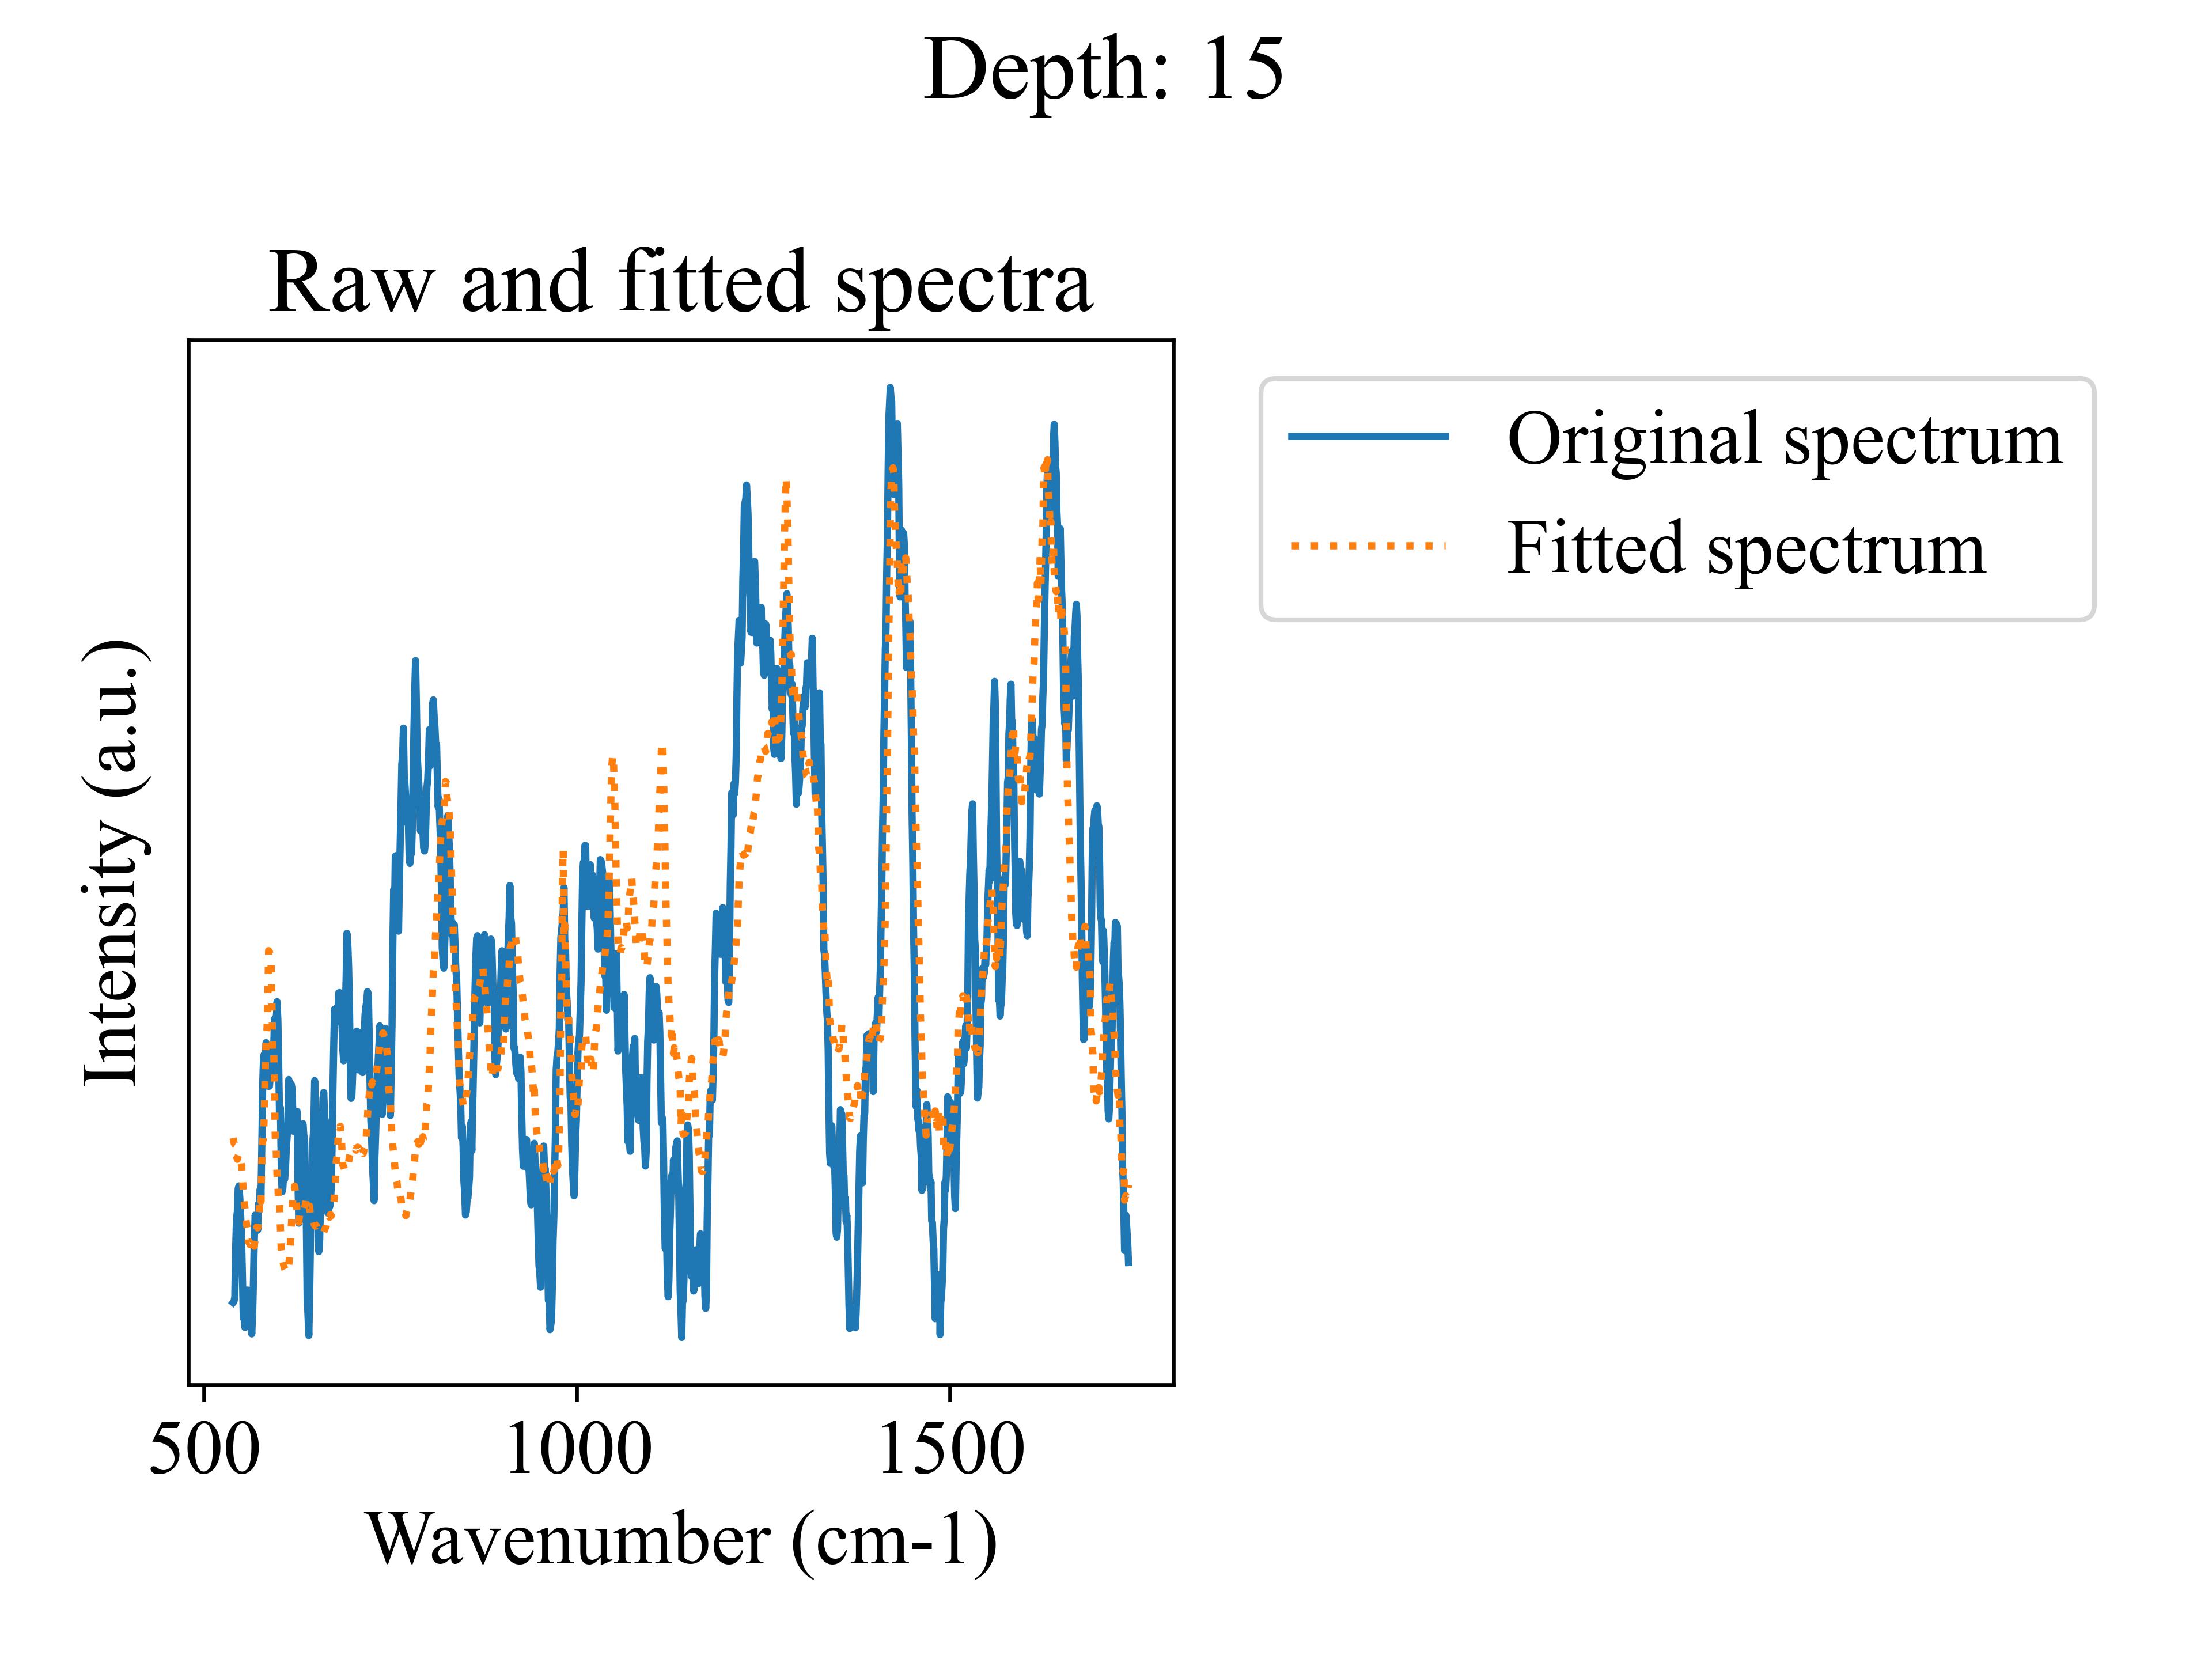 Depth: 15
Raw and fitted spectra
Original spectrum
Fitted spectrum
Intensity (a.u.)
500 1000 1500
Wavenumber (cm-1)